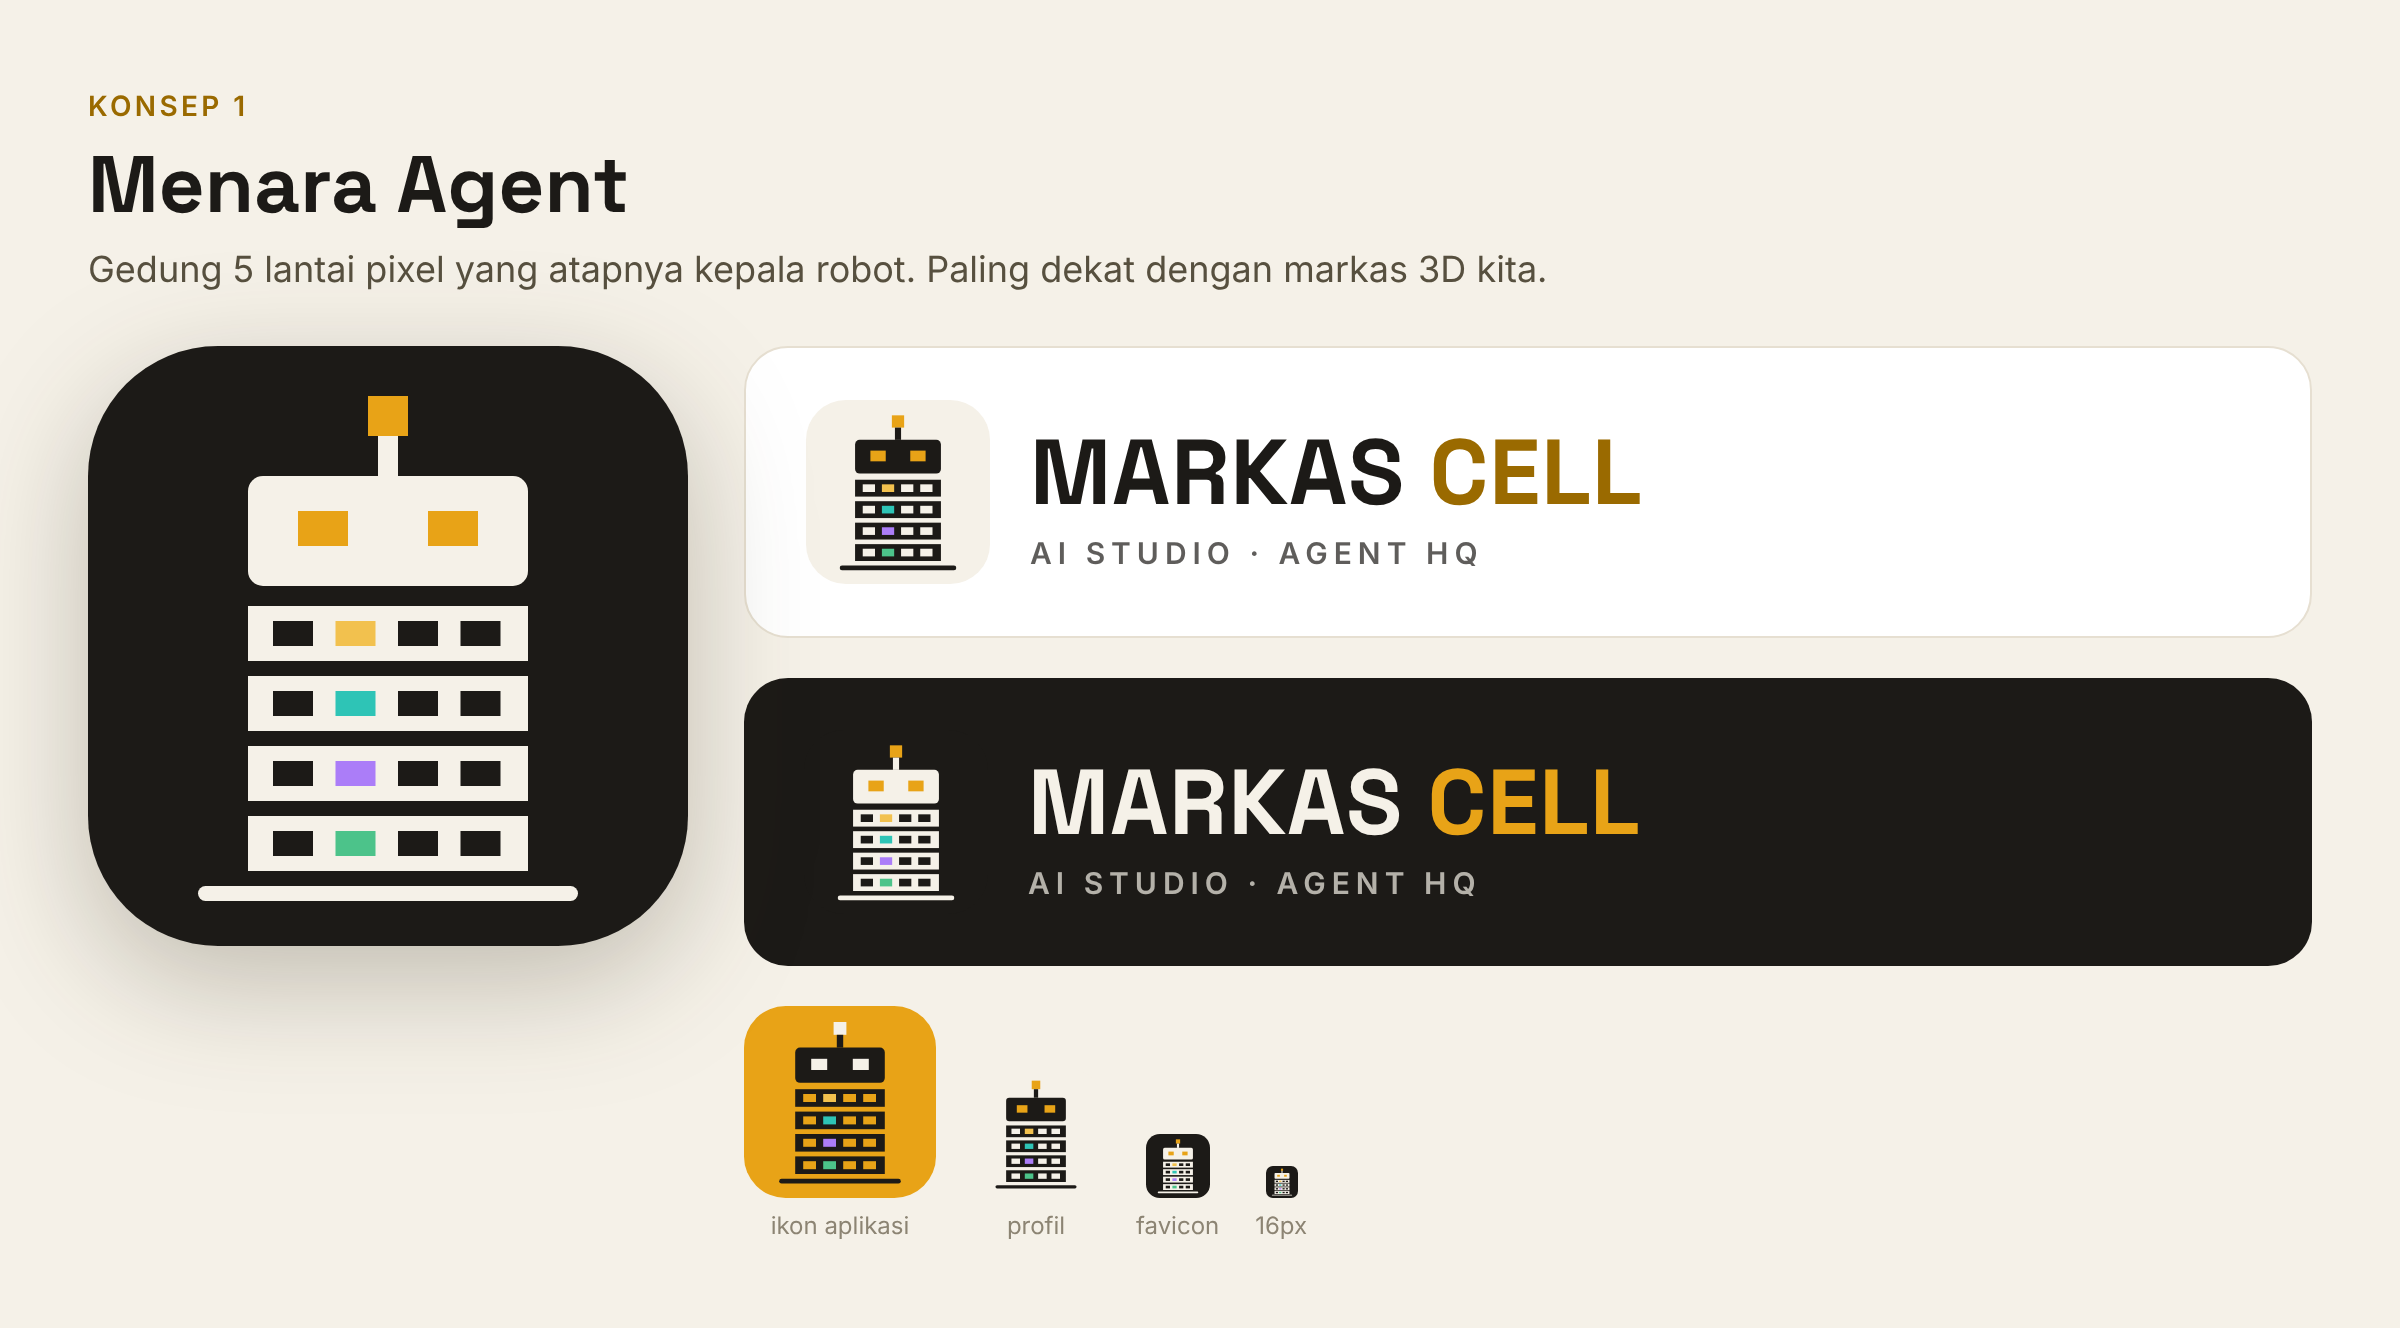 KONSEP 1
Menara Agent
Gedung 5 lantai pixel yang atapnya kepala robot. Paling dekat dengan markas 3D kita.
MARKAS CELL
AI STUDIO · AGENT HQ
MARKAS CELL
AI STUDIO · AGENT HQ
ikon aplikasi
profil
favicon
16px